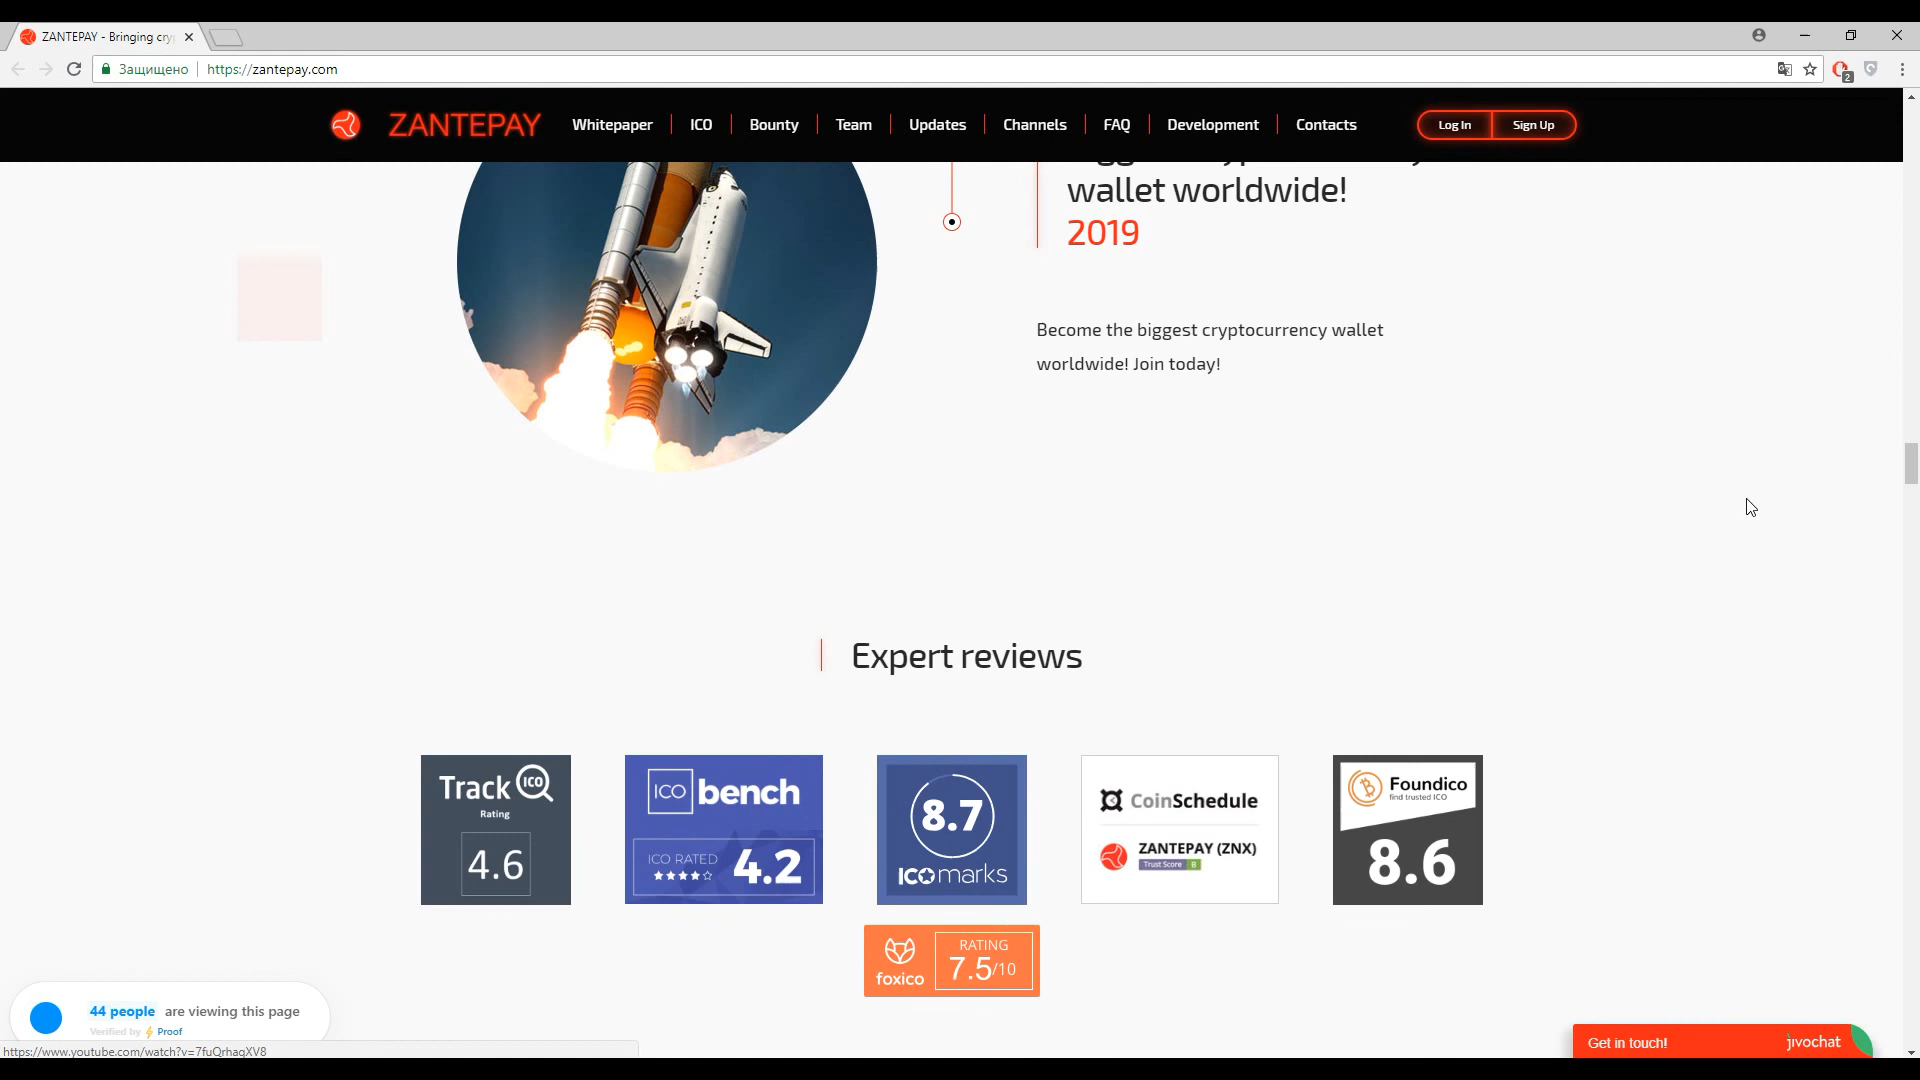 ZANTEPAY - Bringing cry
Защищено
https://zantepay.com
2
ZANTEPAY
Whitepaper
ICO
Bounty
Team
Updates
Channels
FAQ
Development
Contacts
Log In
Sign Up
wallet worldwide!
2019
Become the biggest cryptocurrency wallet
worldwide! Join today!
Expert reviews
Track ICO
Rating
4.6
ICO bench
ICO RATED
4.2
8.7
ICOmarks
CoinSchedule
ZANTEPAY (ZNX)
Trust Score B
Foundico
find trusted ICO
8.6
foxico
RATING
7.5/10
44 people are viewing this page
Verified by Proof
https://www.youtube.com/watch?v=7fuQrhaqXV8
Get in touch!
jivochat